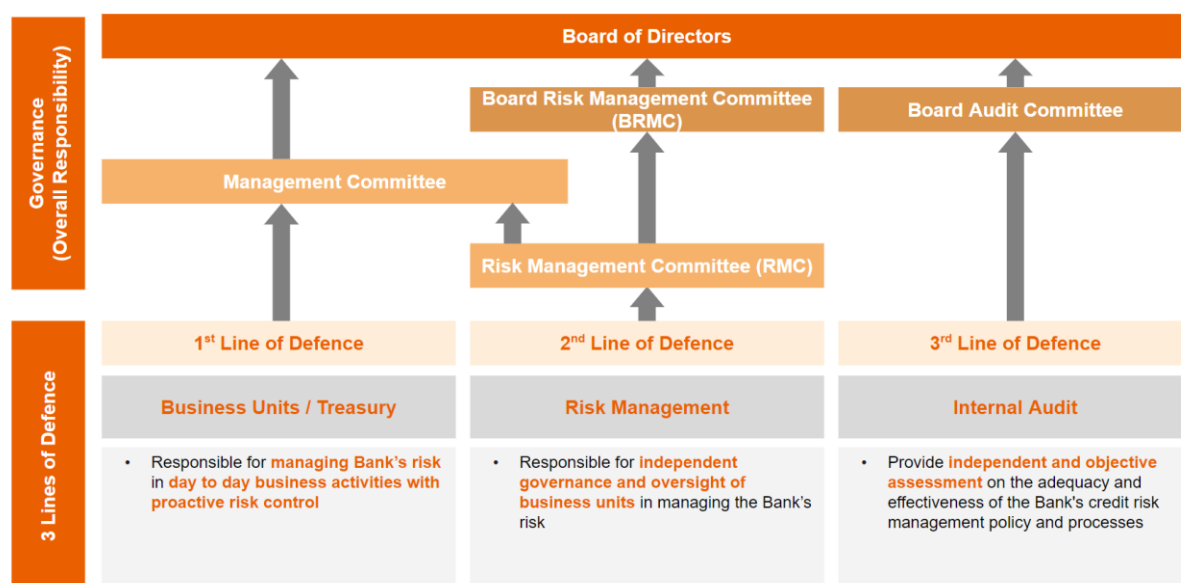 Governance
(Overall Responsibility)
Board of Directors
Board Risk Management Committee
(BRMC)
Board Audit Committee
Management Committee
Risk Management Committee (RMC)
3 Lines of Defence
1st Line of Defence
2nd Line of Defence
3rd Line of Defence
Business Units / Treasury
Risk Management
Internal Audit
• Responsible for managing Bank's risk
in day to day business activities with
proactive risk control
• Responsible for independent
governance and oversight of
business units in managing the Bank's
risk
• Provide independent and objective
assessment on the adequacy and
effectiveness of the Bank's credit risk
management policy and processes